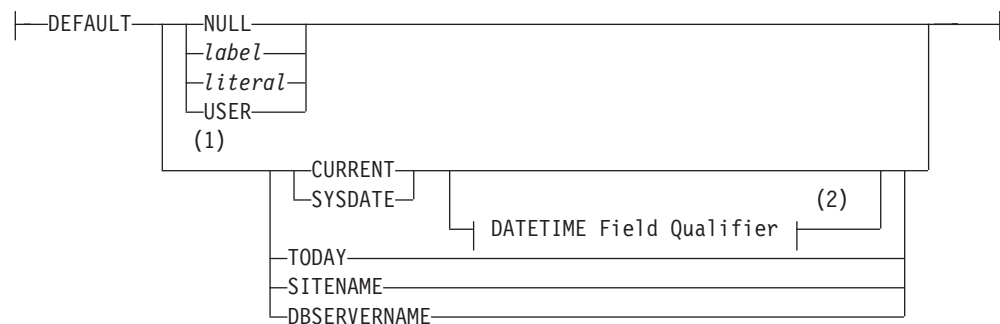 DEFAULT NULL
label
literal
USER
(1)
CURRENT
SYSDATE
(2)
DATETIME Field Qualifier
TODAY
SITENAME
DBSERVERNAME